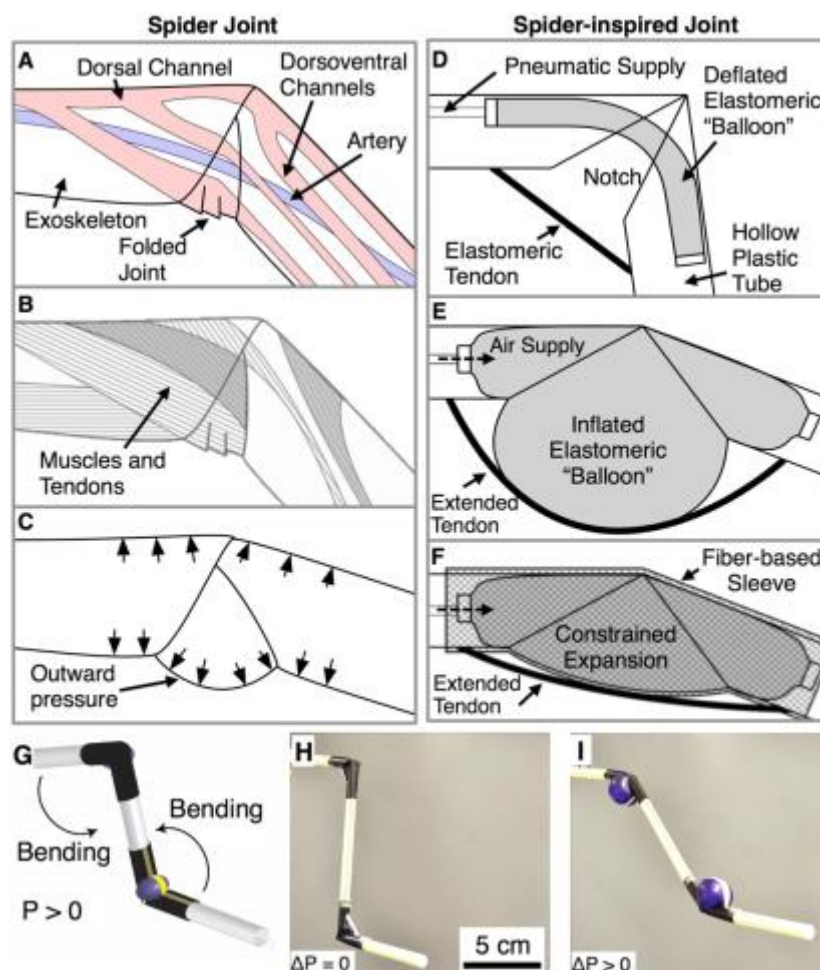 Spider Joint
Spider-inspired Joint
A
Dorsal Channel
Dorsoventral
Channels
Artery
Exoskeleton
Folded
Joint
B
Muscles and
Tendons
C
Outward
pressure
D
Pneumatic Supply
Deflated
Elastomeric
“Balloon”
Notch
Elastomeric
Tendon
Hollow
Plastic
Tube
E
Air Supply
Inflated
Elastomeric
“Balloon”
Extended
Tendon
F
Fiber-based
Sleeve
Constrained
Expansion
Extended
Tendon
G
Bending
Bending
P > 0
H
5 cm
ΔP = 0
I
ΔP > 0